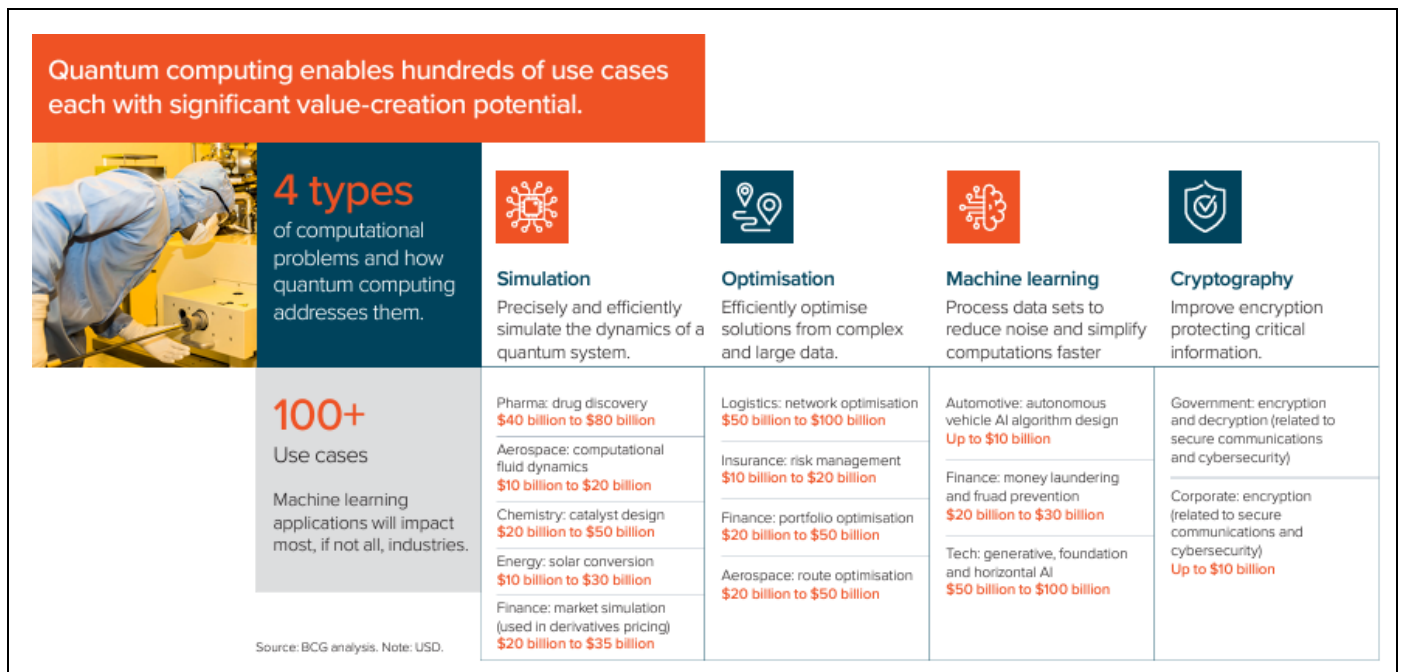 Quantum computing enables hundreds of use cases
each with significant value-creation potential.
4 types
of computational
problems and how
quantum computing
addresses them.
Simulation
Precisely and efficiently
simulate the dynamics of a
quantum system.
Optimisation
Efficiently optimise
solutions from complex
and large data.
Machine learning
Process data sets to
reduce noise and simplify
computations faster
Cryptography
Improve encryption
protecting critical
information.
100+
Use cases
Machine learning
applications will impact
most, if not all, industries.
Pharma: drug discovery
$40 billion to $80 billion
Aerospace: computational
fluid dynamics
$10 billion to $20 billion
Chemistry: catalyst design
$20 billion to $50 billion
Energy: solar conversion
$10 billion to $30 billion
Finance: market simulation
(used in derivatives pricing)
$20 billion to $35 billion
Logistics: network optimisation
$50 billion to $100 billion
Insurance: risk management
$10 billion to $20 billion
Finance: portfolio optimisation
$20 billion to $50 billion
Aerospace: route optimisation
$20 billion to $50 billion
Automotive: autonomous
vehicle AI algorithm design
Up to $10 billion
Finance: money laundering
and fruad prevention
$20 billion to $30 billion
Tech: generative, foundation
and horizontal AI
$50 billion to $100 billion
Government: encryption
and decryption (related to
secure communications
and cybersecurity)
Corporate: encryption
(related to secure
communications and
cybersecurity)
Up to $10 billion
Source: BCG analysis. Note: USD.